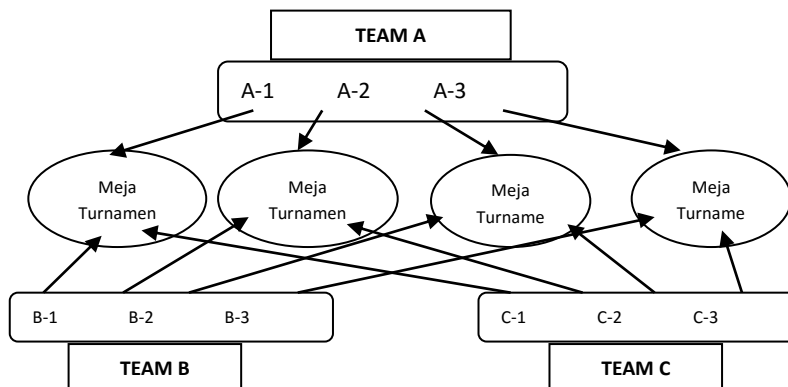 TEAM A
A-1 A-2 A-3
Meja
Turnamen
Meja
Turnamen
Meja
Turname
Meja
Turname
B-1 B-2 B-3
C-1 C-2 C-3
TEAM B
TEAM C